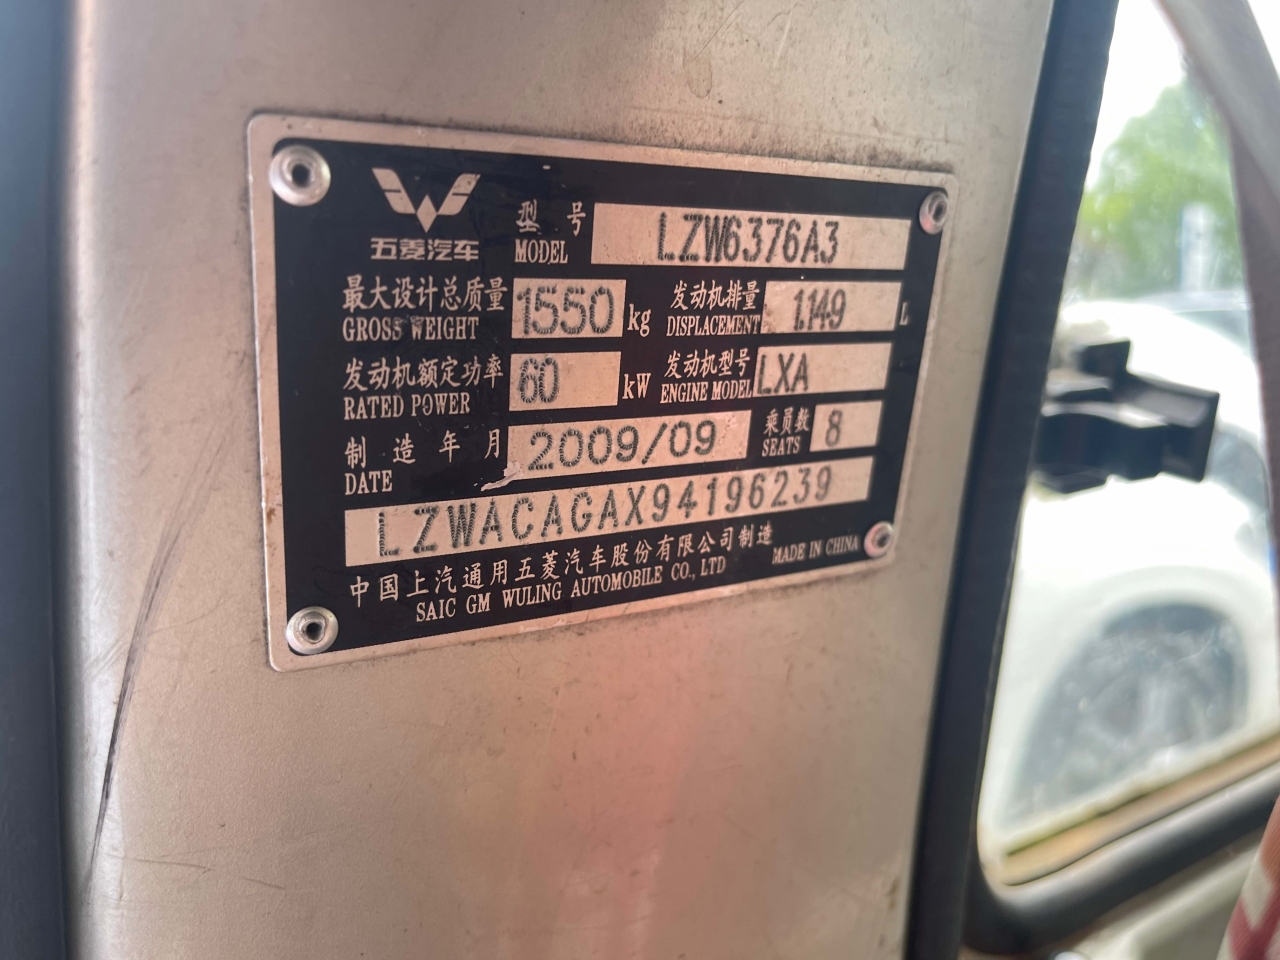 五菱汽车
型号 LZW6376A3
MODEL
最大设计总质量 1550 kg 发动机排量 1.149 L
GROSS WEIGHT DISPLACEMENT
发动机额定功率 60 kW 发动机型号 LXA
RATED POWER ENGINE MODEL
制造年月 2009/09 乘员数 8
DATE SEATS
LZWACAGAX94196239
中国上汽通用五菱汽车股份有限公司制造
SAIC GM WULING AUTOMOBILE CO., LTD MADE IN CHINA